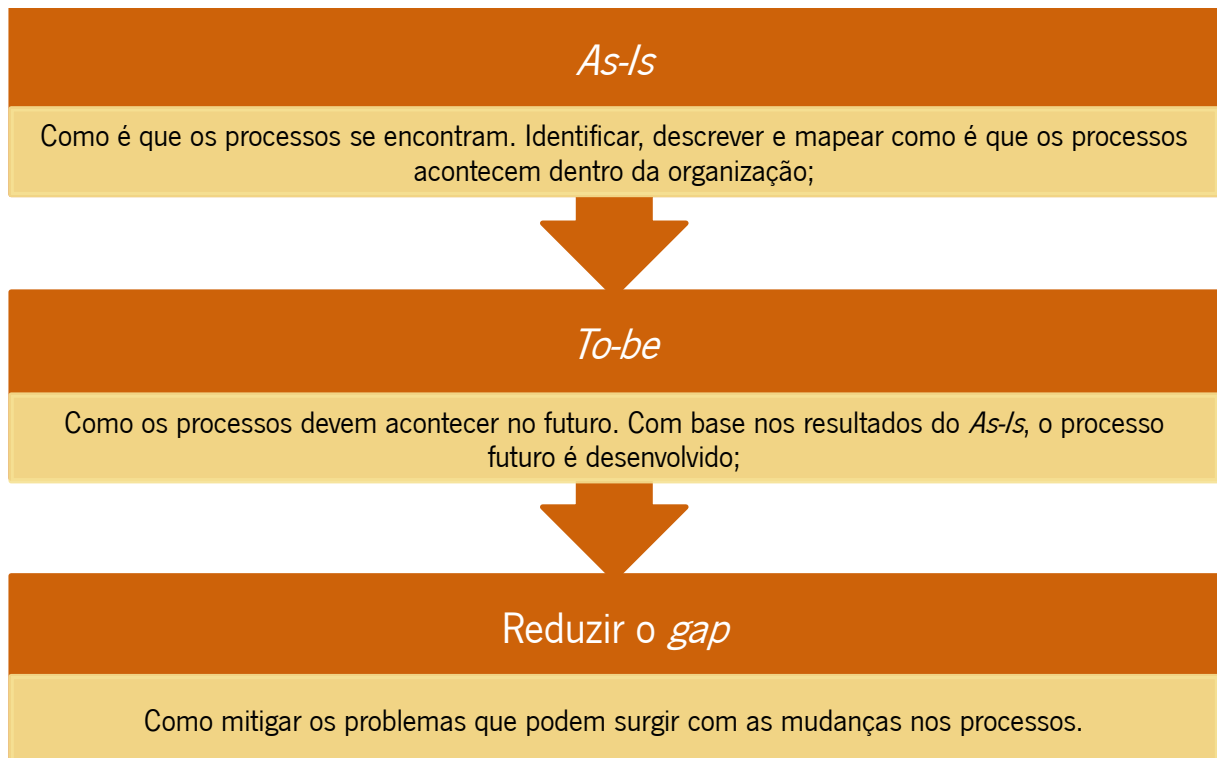 As-Is
Como é que os processos se encontram. Identificar, descrever e mapear como é que os processos
acontecem dentro da organização;
To-be
Como os processos devem acontecer no futuro. Com base nos resultados do As-Is, o processo
futuro é desenvolvido;
Reduzir o gap
Como mitigar os problemas que podem surgir com as mudanças nos processos.